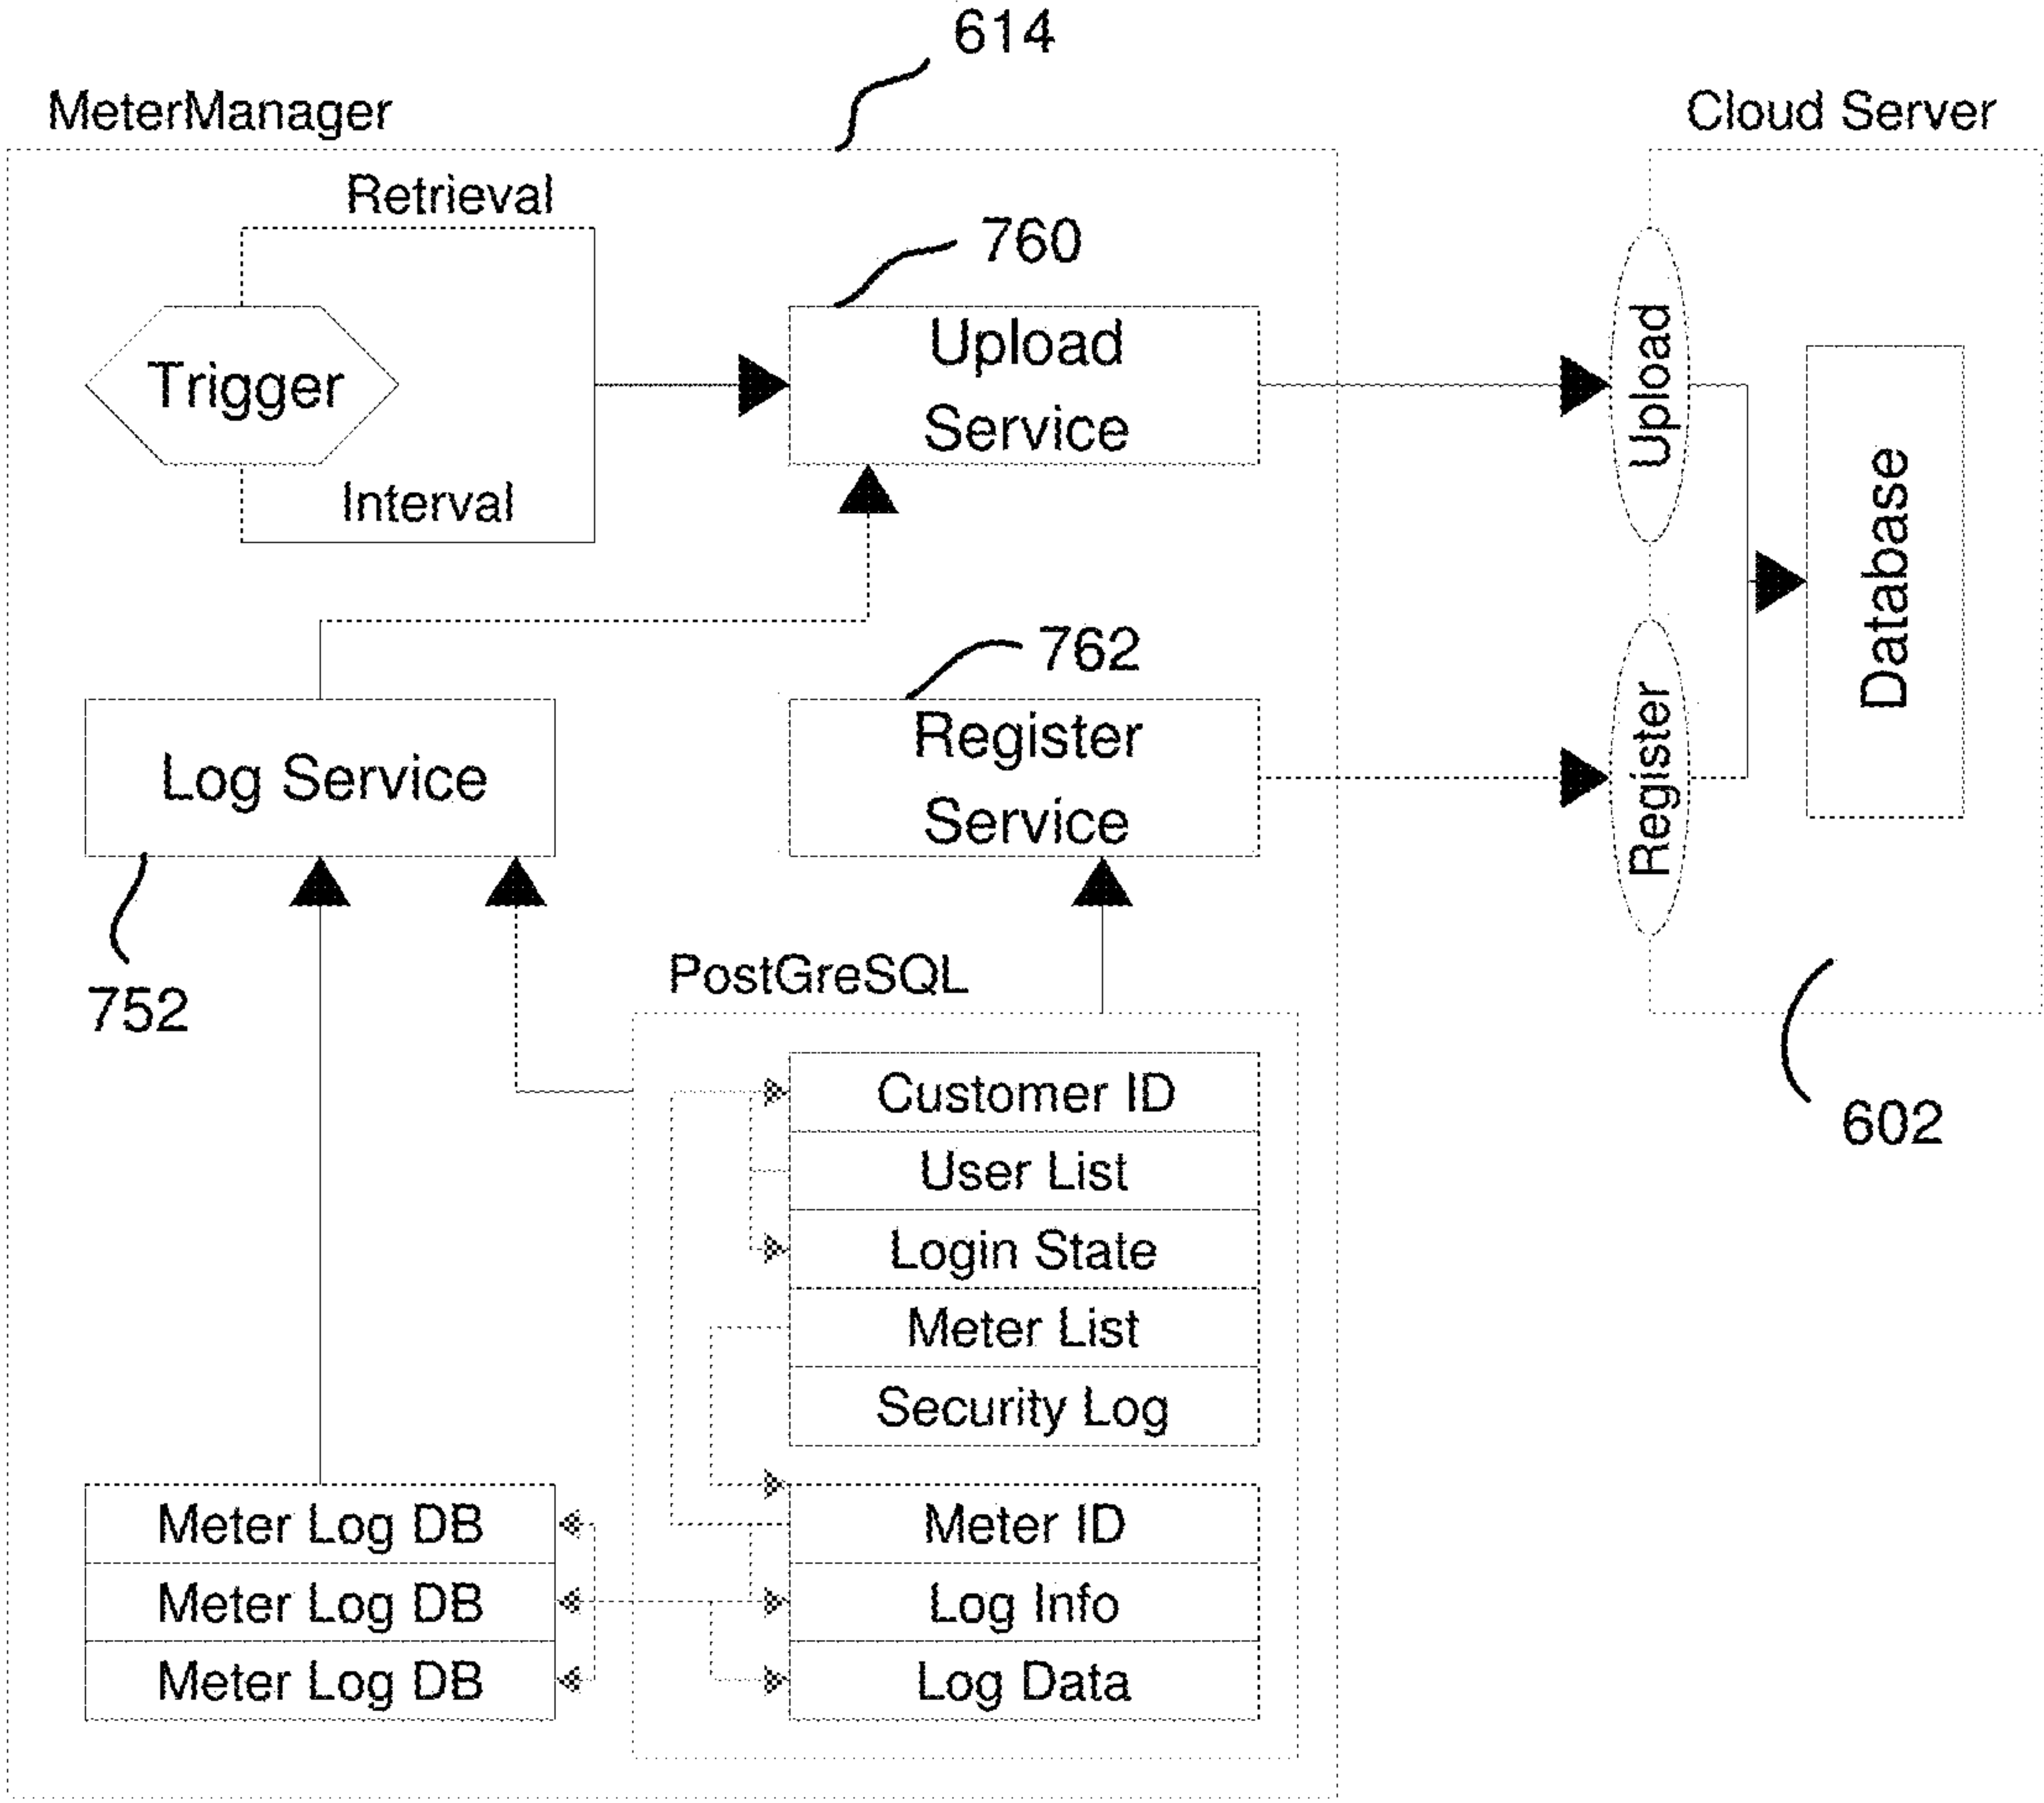 614
MeterManager
Cloud Server
Retrieval
760
Trigger
Upload
Service
Interval
Upload
Database
762
Log Service
Register
Service
Register
752
PostGreSQL
602
Customer ID
User List
Login State
Meter List
Security Log
Meter Log DB
Meter ID
Meter Log DB
Log Info
Meter Log DB
Log Data